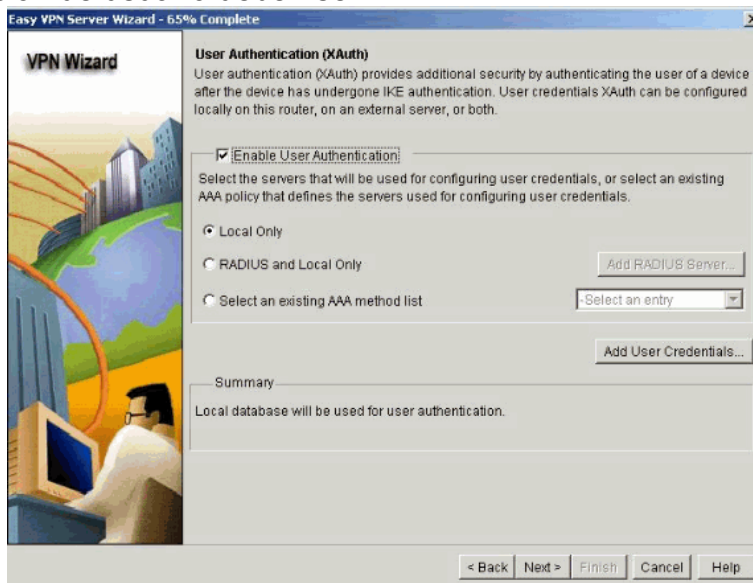 Easy VPN Server Wizard - 65% Complete
VPN Wizard
User Authentication (XAuth)
User authentication (XAuth) provides additional security by authenticating the user of a device
after the device has undergone IKE authentication. User credentials XAuth can be configured
locally on this router, on an external server, or both.
Enable User Authentication
Select the servers that will be used for configuring user credentials, or select an existing
AAA policy that defines the servers used for configuring user credentials.
Local Only
RADIUS and Local Only
Add RADIUS Server...
Select an existing AAA method list
-Select an entry
Add User Credentials...
Summary
Local database will be used for user authentication.
< Back
Next >
Finish
Cancel
Help